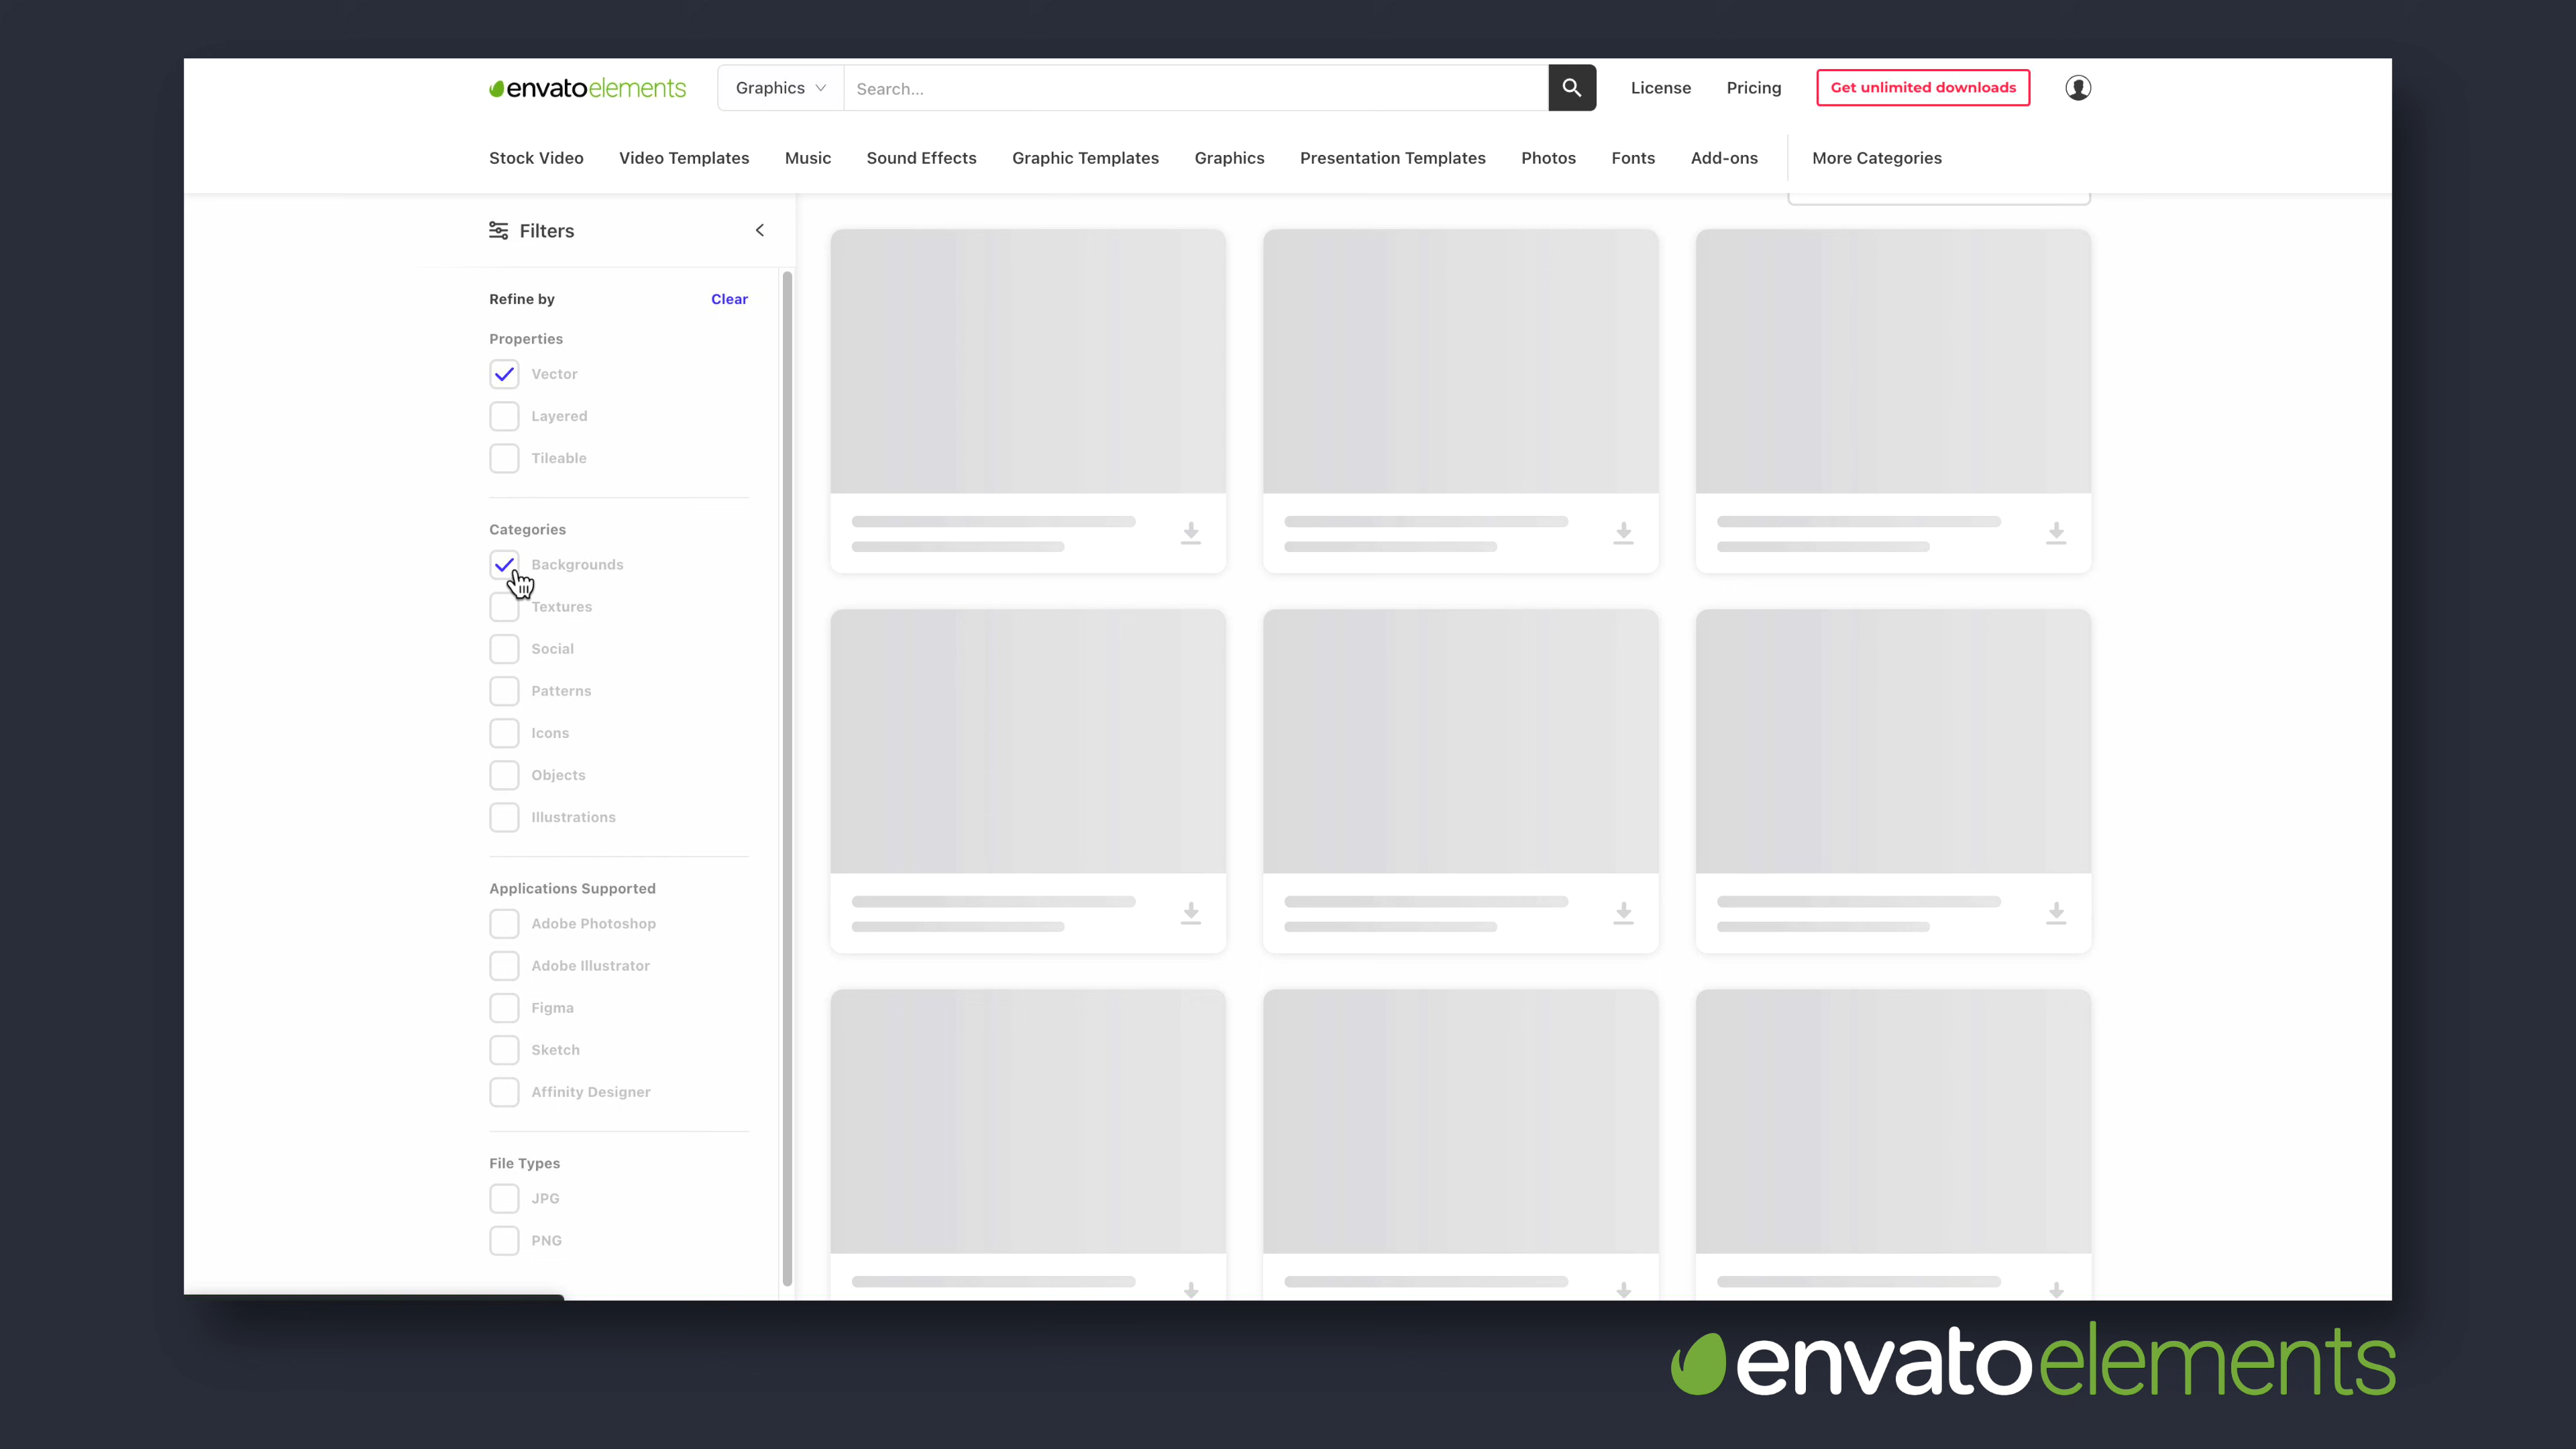 envatoelements
Graphics
Search...
License
Pricing
Get unlimited downloads
Stock Video
Video Templates
Music
Sound Effects
Graphic Templates
Graphics
Presentation Templates
Photos
Fonts
Add-ons
More Categories
Filters
Refine by
Clear
Properties
Vector
Layered
Tileable
Categories
Backgrounds
Textures
Social
Patterns
Icons
Objects
Illustrations
Applications Supported
Adobe Photoshop
Adobe Illustrator
Figma
Sketch
Affinity Designer
File Types
JPG
PNG
envatoelements